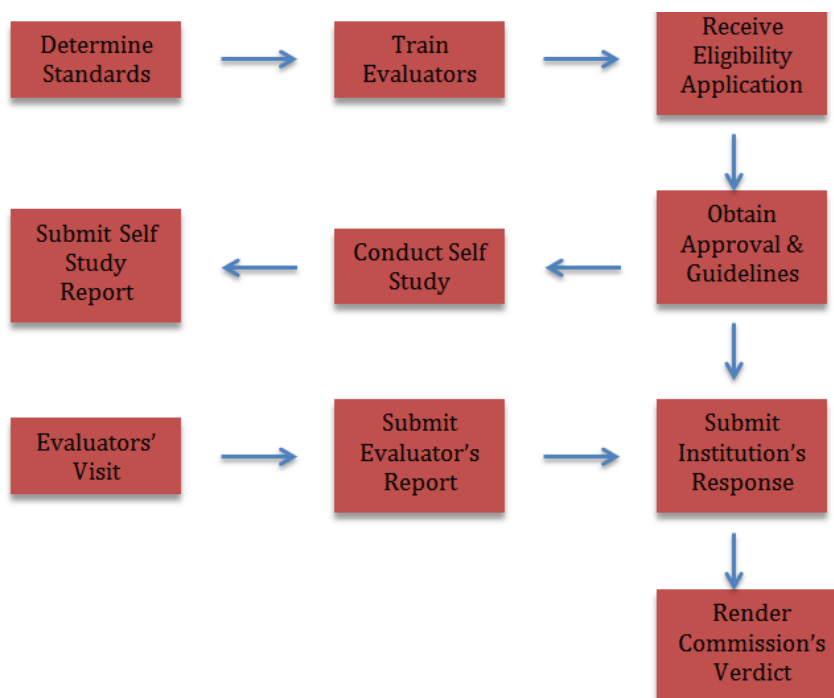 Determine
Standards
Train
Evaluators
Receive
Eligibility
Application
Submit Self
Study
Report
Conduct Self
Study
Obtain
Approval &
Guidelines
Evaluators’
Visit
Submit
Evaluator’s
Report
Submit
Institution’s
Response
Render
Commission’s
Verdict